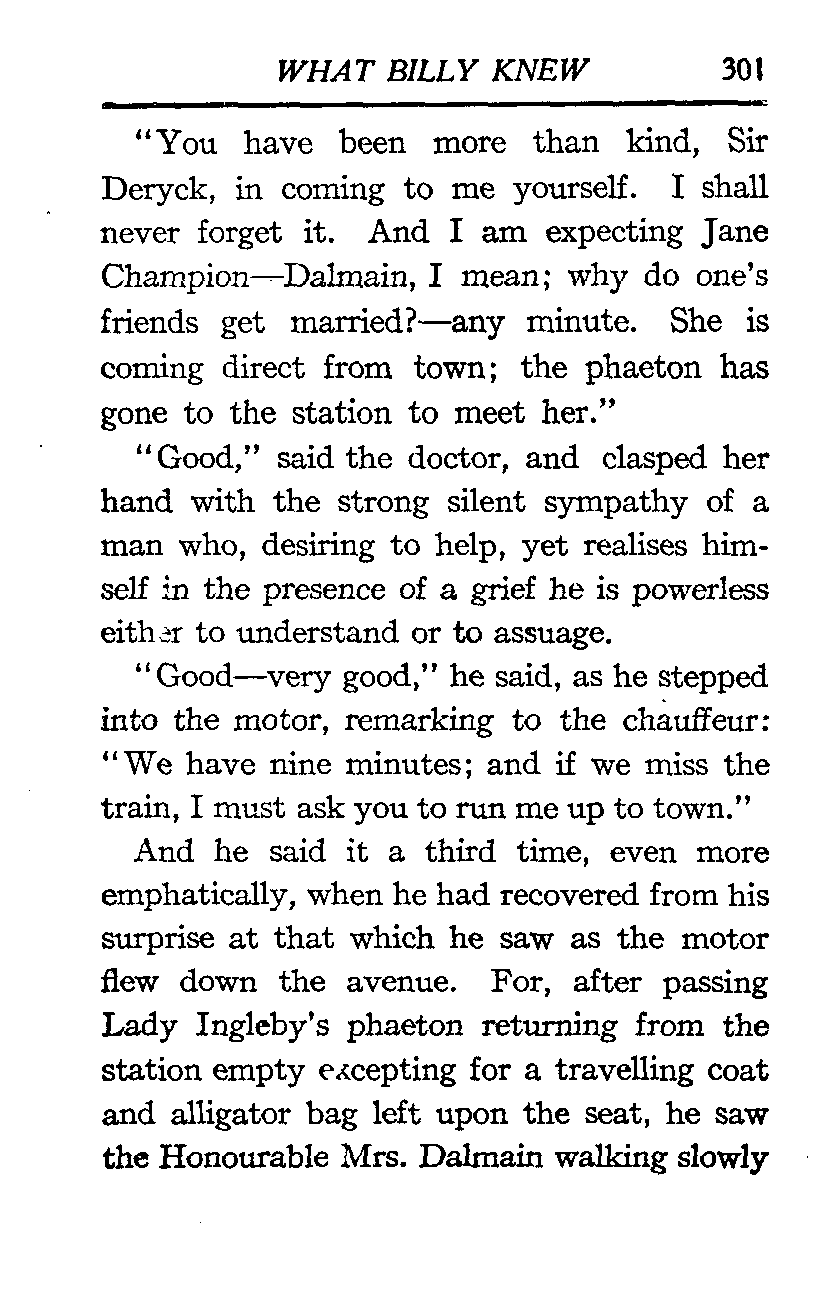 WHAT BILLY KNEW 301
“You have been more than kind, Sir
Deryck, in coming to me yourself. I shall
never forget it. And I am expecting Jane
Champion—Dalmain, I mean; why do one's
friends get married?—any minute. She is
coming direct from town; the phaeton has
gone to the station to meet her.”
“Good,” said the doctor, and clasped her
hand with the strong silent sympathy of a
man who, desiring to help, yet realises him-
self in the presence of a grief he is powerless
either to understand or to assuage.
“Good—very good,” he said, as he stepped
into the motor, remarking to the chauffeur:
“We have nine minutes; and if we miss the
train, I must ask you to run me up to town.”
And he said it a third time, even more
emphatically, when he had recovered from his
surprise at that which he saw as the motor
flew down the avenue. For, after passing
Lady Ingleby's phaeton returning from the
station empty excepting for a travelling coat
and alligator bag left upon the seat, he saw
the Honourable Mrs. Dalmain walking slowly